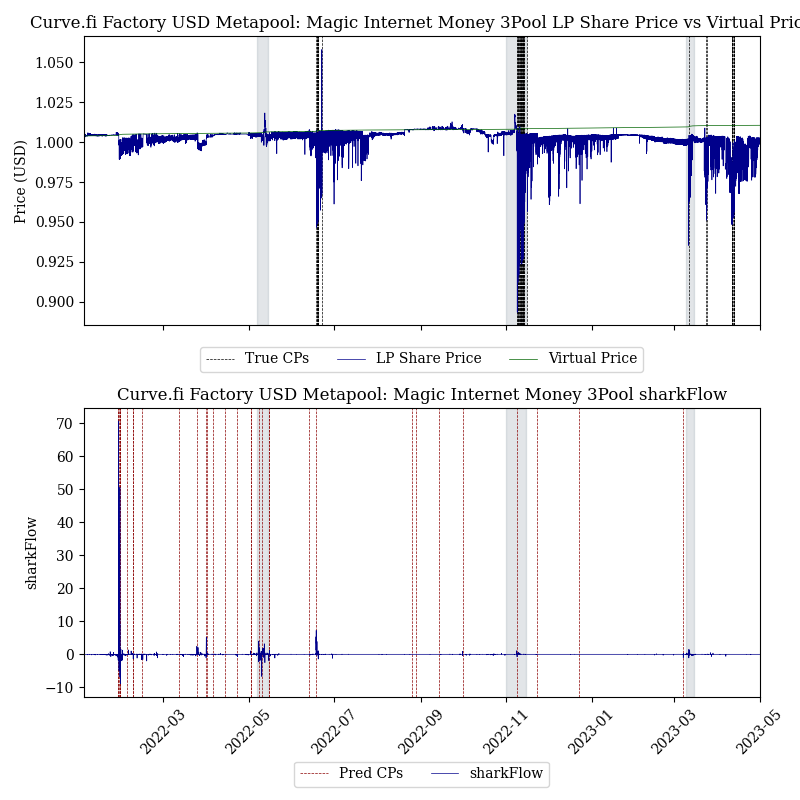 Curve.fi Factory USD Metapool: Magic Internet Money 3Pool LP Share Price vs Virtual Pric
1.050
1.025
1.000
0.975
0.950
0.925
0.900
Price (USD)
True CPs
LP Share Price
Virtual Price
Curve.fi Factory USD Metapool: Magic Internet Money 3Pool sharkFlow
70
60
50
40
30
20
10
0
−10
sharkFlow
2022-03
2022-05
2022-07
2022-09
2022-11
2023-01
2023-03
2023-05
Pred CPs
sharkFlow